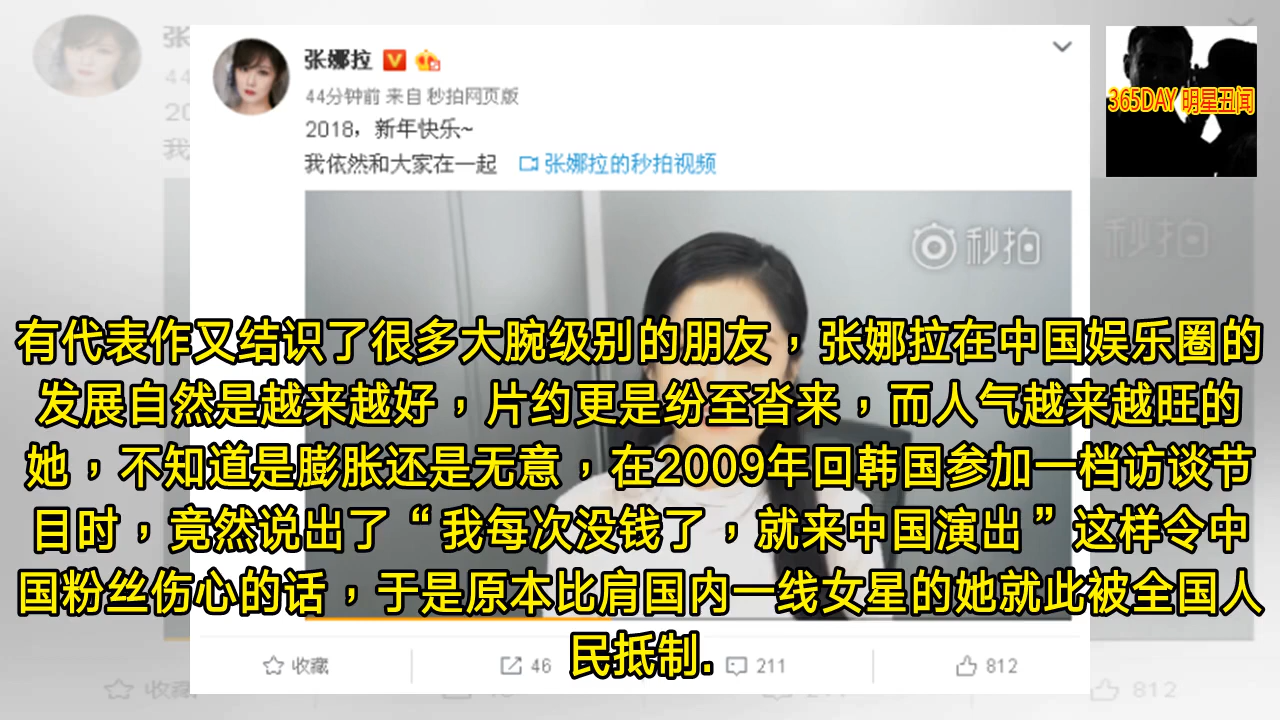 张娜拉
44分钟前 来自 秒拍网页版
2018，新年快乐~
我依然和大家在一起 张娜拉的秒拍视频
秒拍
365DAY 明星丑闻
有代表作又结识了很多大腕级别的朋友，张娜拉在中国娱乐圈的
发展自然是越来越好，片约更是纷至沓来，而人气越来越旺的
她，不知道是膨胀还是无意，在2009年回韩国参加一档访谈节
目时，竟然说出了“我每次没钱了，就来中国演出”这样令中
国粉丝伤心的话，于是原本比肩国内一线女星的她就此被全国人
民抵制.
收藏 46 211 812